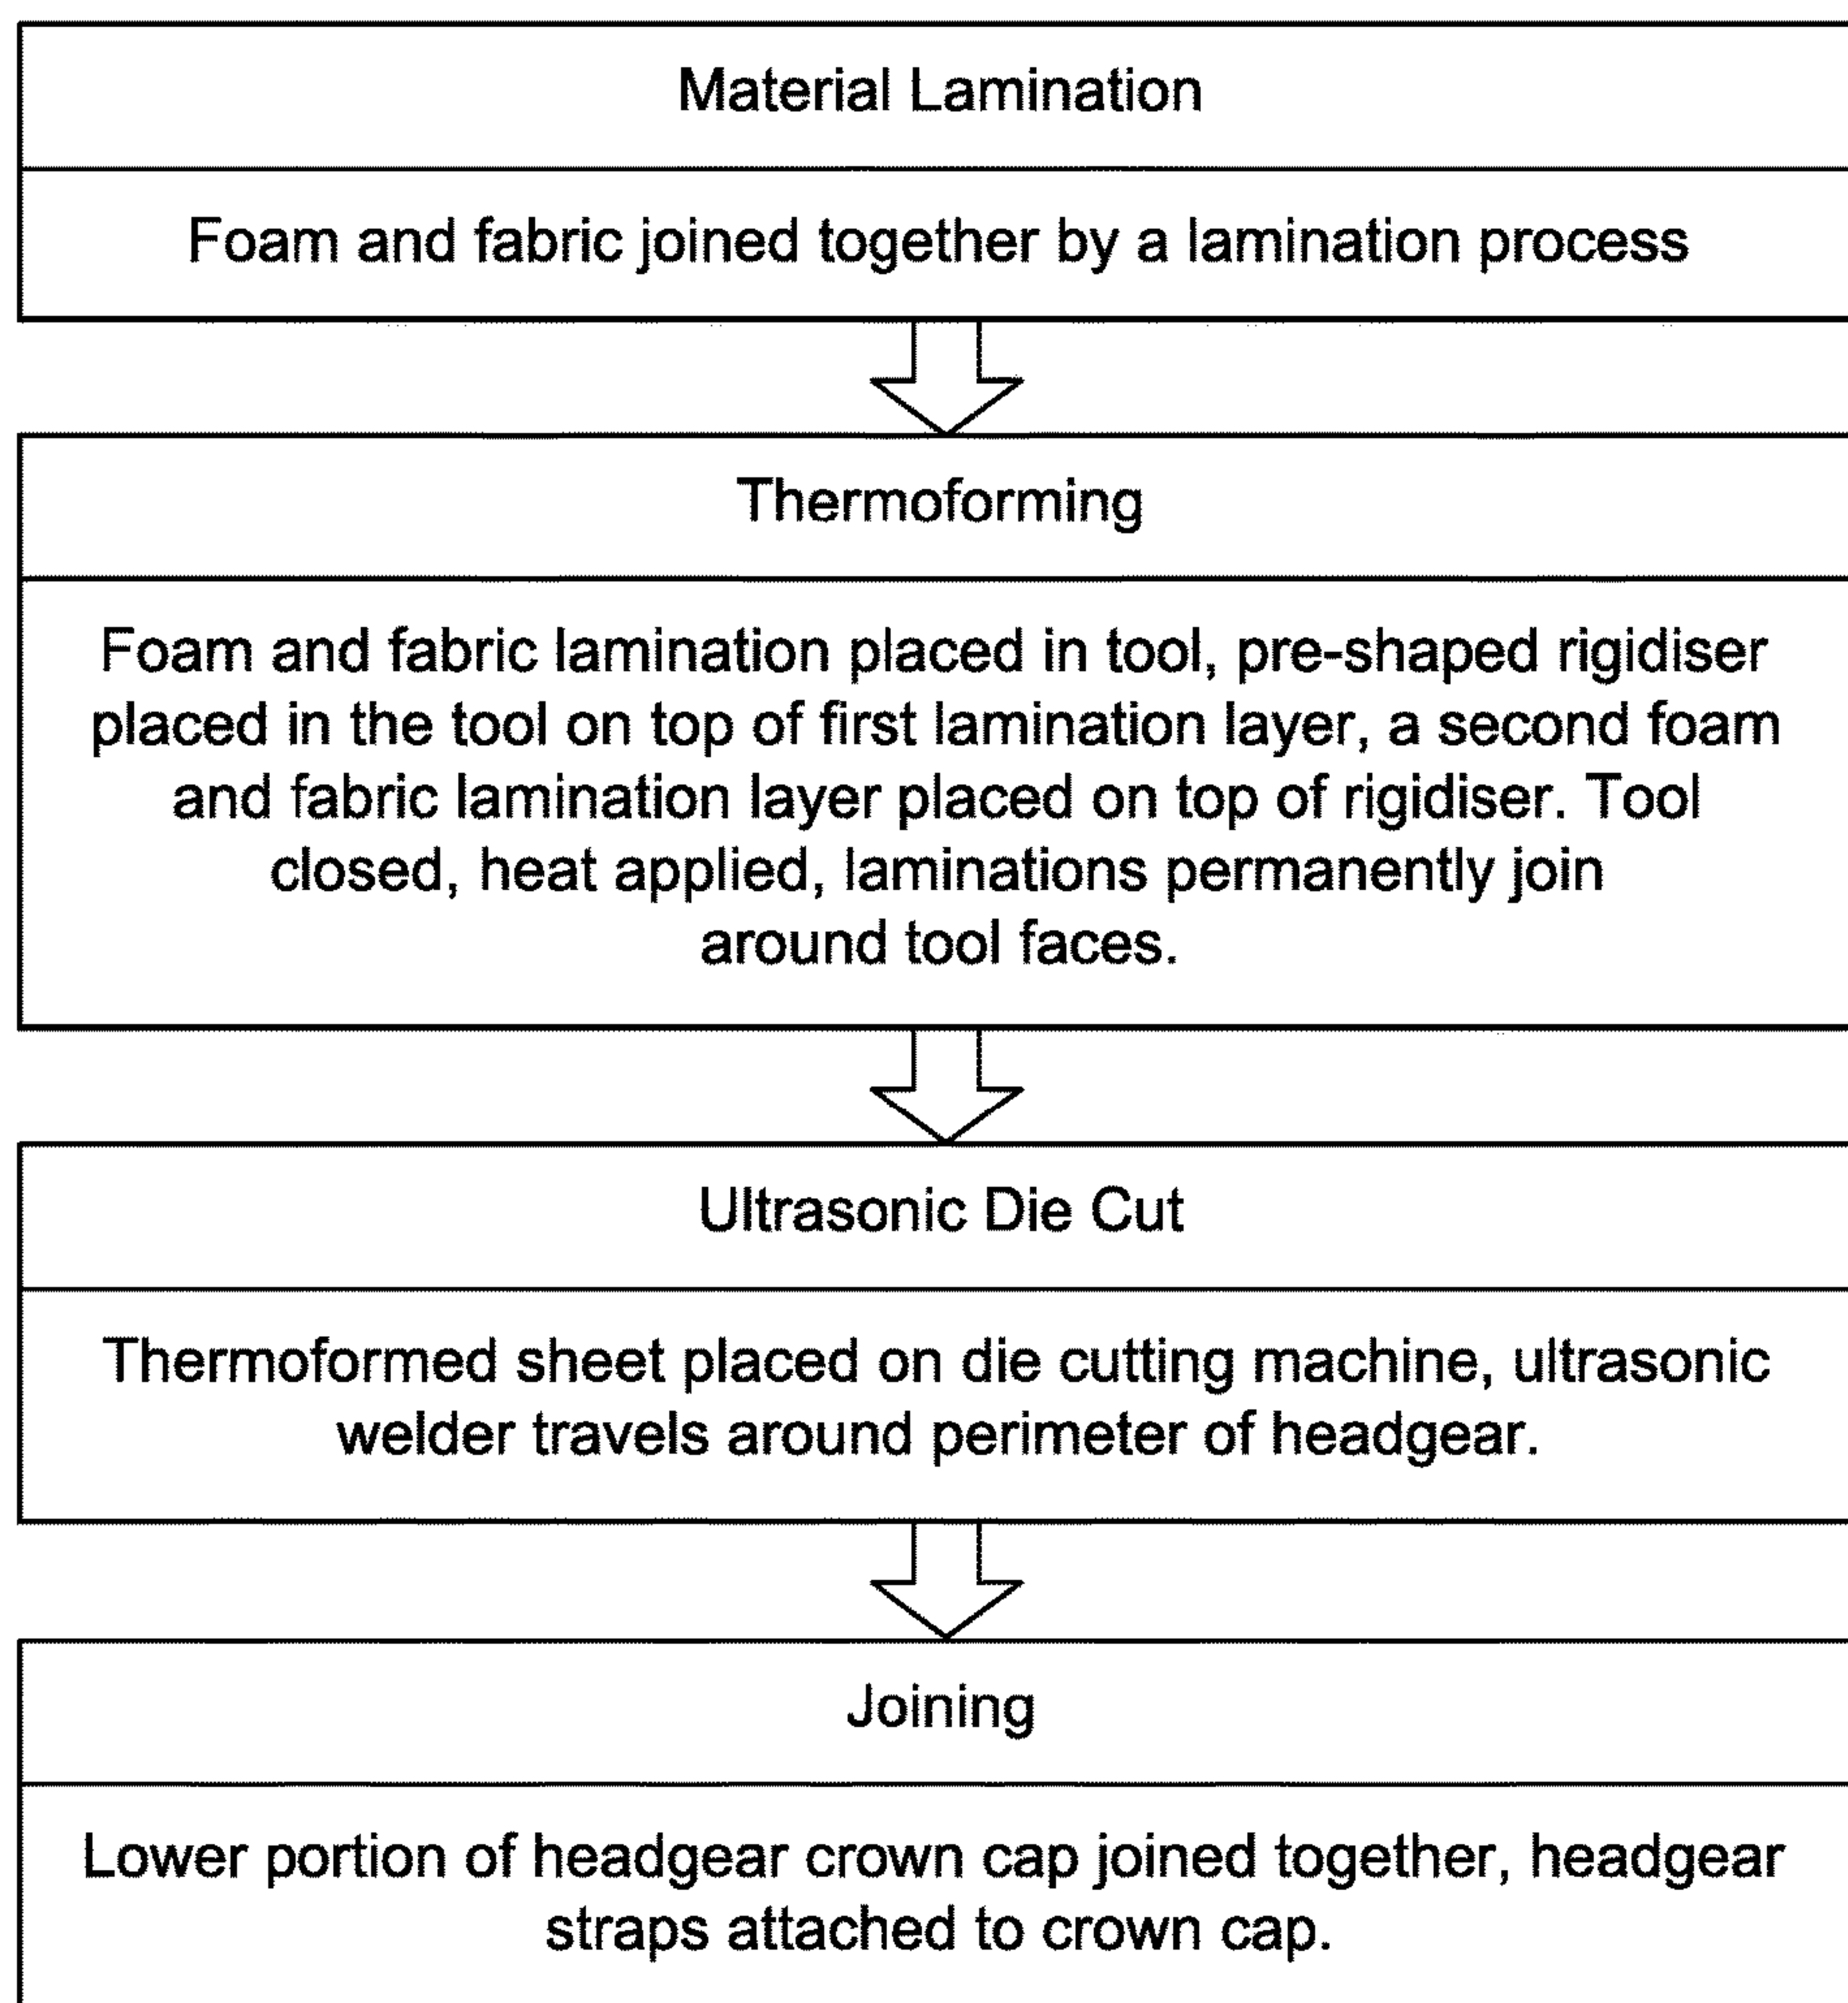 Material Lamination
Foam and fabric joined together by a lamination process
Thermoforming
Foam and fabric lamination placed in tool, pre-shaped rigidiser
placed in the tool on top of first lamination layer, a second foam
and fabric lamination layer placed on top of rigidiser. Tool
closed, heat applied, laminations permanently join
around tool faces.
Ultrasonic Die Cut
Thermoformed sheet placed on die cutting machine, ultrasonic
welder travels around perimeter of headgear.
Joining
Lower portion of headgear crown cap joined together, headgear
straps attached to crown cap.